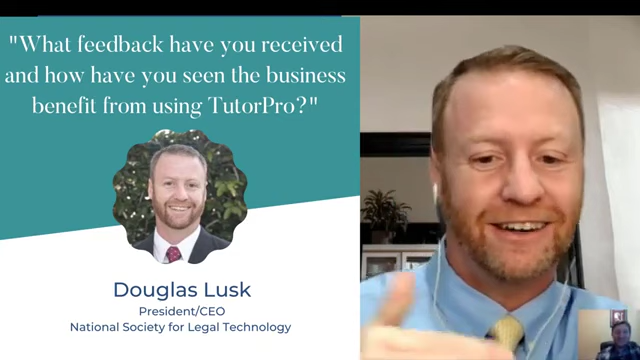 "What feedback have you received
and how have you seen the business
benefit from using TutorPro?"
Douglas Lusk
President/CEO
National Society for Legal Technology